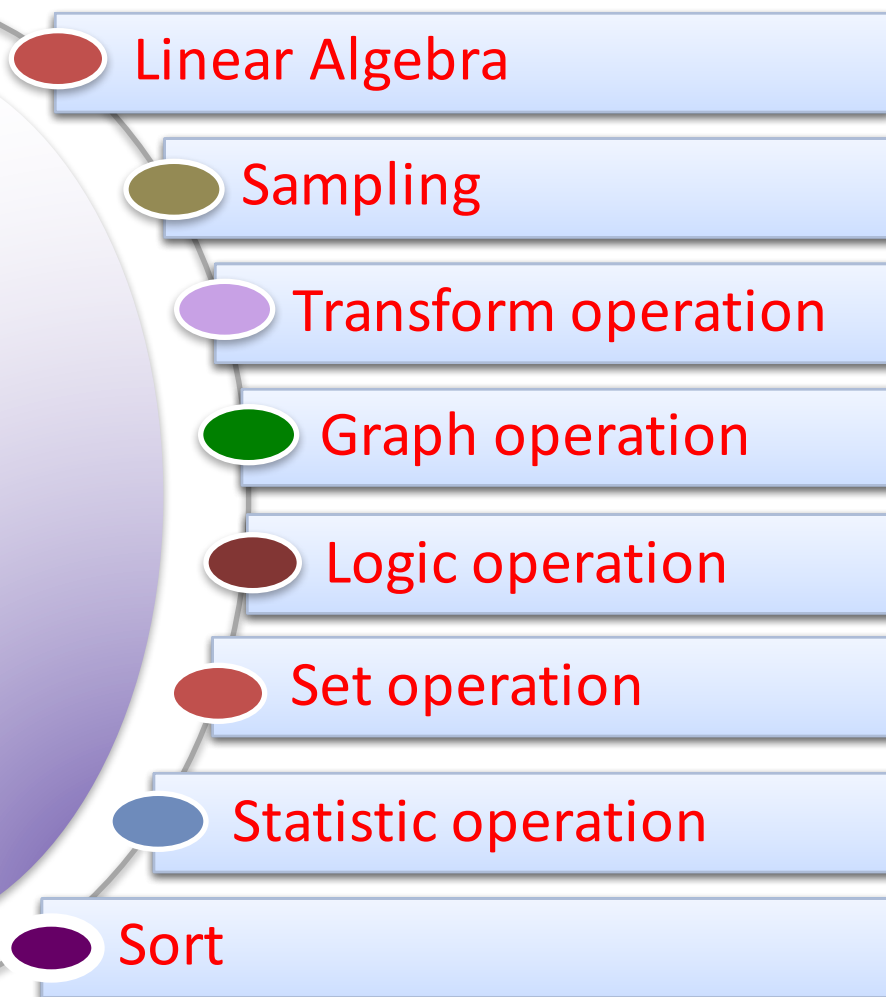 Linear Algebra
Sampling
Transform operation
Graph operation
Logic operation
Set operation
Statistic operation
Sort